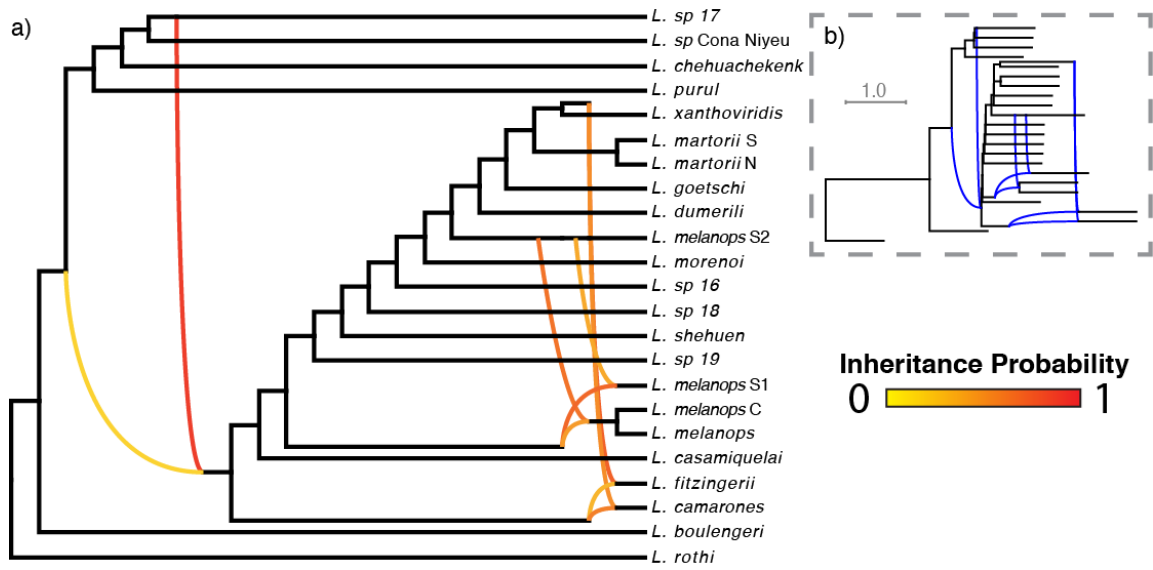 a)
L. sp 17
L. sp Cona Niyeu
L. chehuachekenk
L. purul
L. xanthoviridis
L. martorii S
L. martorii N
L. goetschi
L. dumerili
L. melanops S2
L. morenoi
L. sp 16
L. sp 18
L. shehuen
L. sp 19
L. melanops S1
L. melanops C
L. melanops
L. casamiquelai
L. fitzingerii
L. camarones
L. boulengeri
L. rothi
b)
1.0
Inheritance Probability
0 1